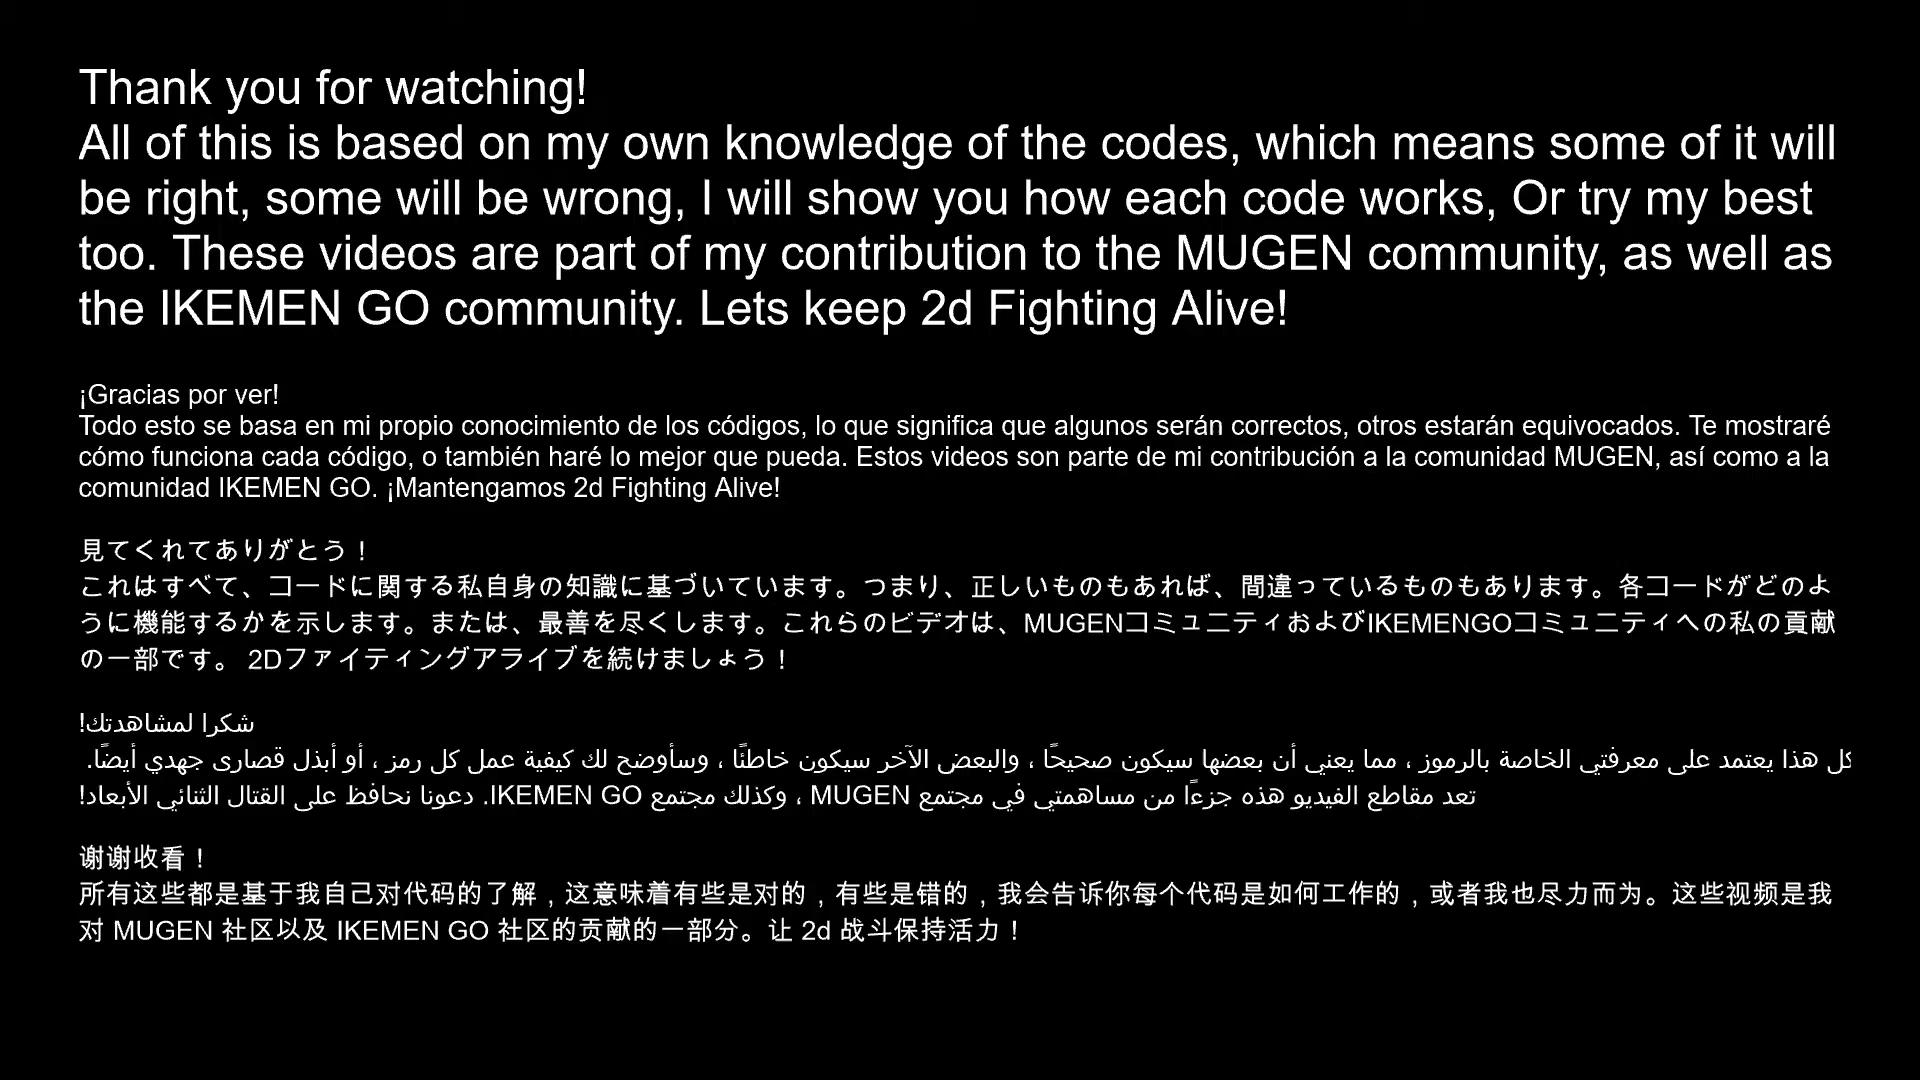 Thank you for watching!
All of this is based on my own knowledge of the codes, which means some of it will
be right, some will be wrong, I will show you how each code works, Or try my best
too. These videos are part of my contribution to the MUGEN community, as well as
the IKEMEN GO community. Lets keep 2d Fighting Alive!
¡Gracias por ver!
Todo esto se basa en mi propio conocimiento de los códigos, lo que significa que algunos serán correctos, otros estarán equivocados. Te mostraré
cómo funciona cada código, o también haré lo mejor que pueda. Estos videos son parte de mi contribución a la comunidad MUGEN, así como a la
comunidad IKEMEN GO. ¡Mantengamos 2d Fighting Alive!
見てくれてありがとう！
これはすべて、コードに関する私自身の知識に基づいています。つまり、正しいものもあれば、間違っているものもあります。各コードがどのよ
うに機能するかを示します。または、最善を尽くします。これらのビデオは、MUGENコミュニティおよびIKEMENGOコミュニティへの私の貢献
の一部です。 2Dファイティングアライブを続けましょう！
شكرا لمشاهدتك!
كل هذا يعتمد على معرفتي الخاصة بالرموز ، مما يعني أن بعضها سيكون صحيحًا ، والبعض الآخر سيكون خاطئًا ، وسأوضح لك كيفية عمل كل رمز ، أو أبذل قصارى جهدي أيضًا.
تعد مقاطع الفيديو هذه جزءًا من مساهمتي في مجتمع MUGEN ، وكذلك مجتمع IKEMEN GO. دعونا نحافظ على القتال الثنائي الأبعاد!
谢谢收看！
所有这些都是基于我自己对代码的了解，这意味着有些是对的，有些是错的，我会告诉你每个代码是如何工作的，或者我也尽力而为。这些视频是我
对 MUGEN 社区以及 IKEMEN GO 社区的贡献的一部分。让 2d 战斗保持活力！